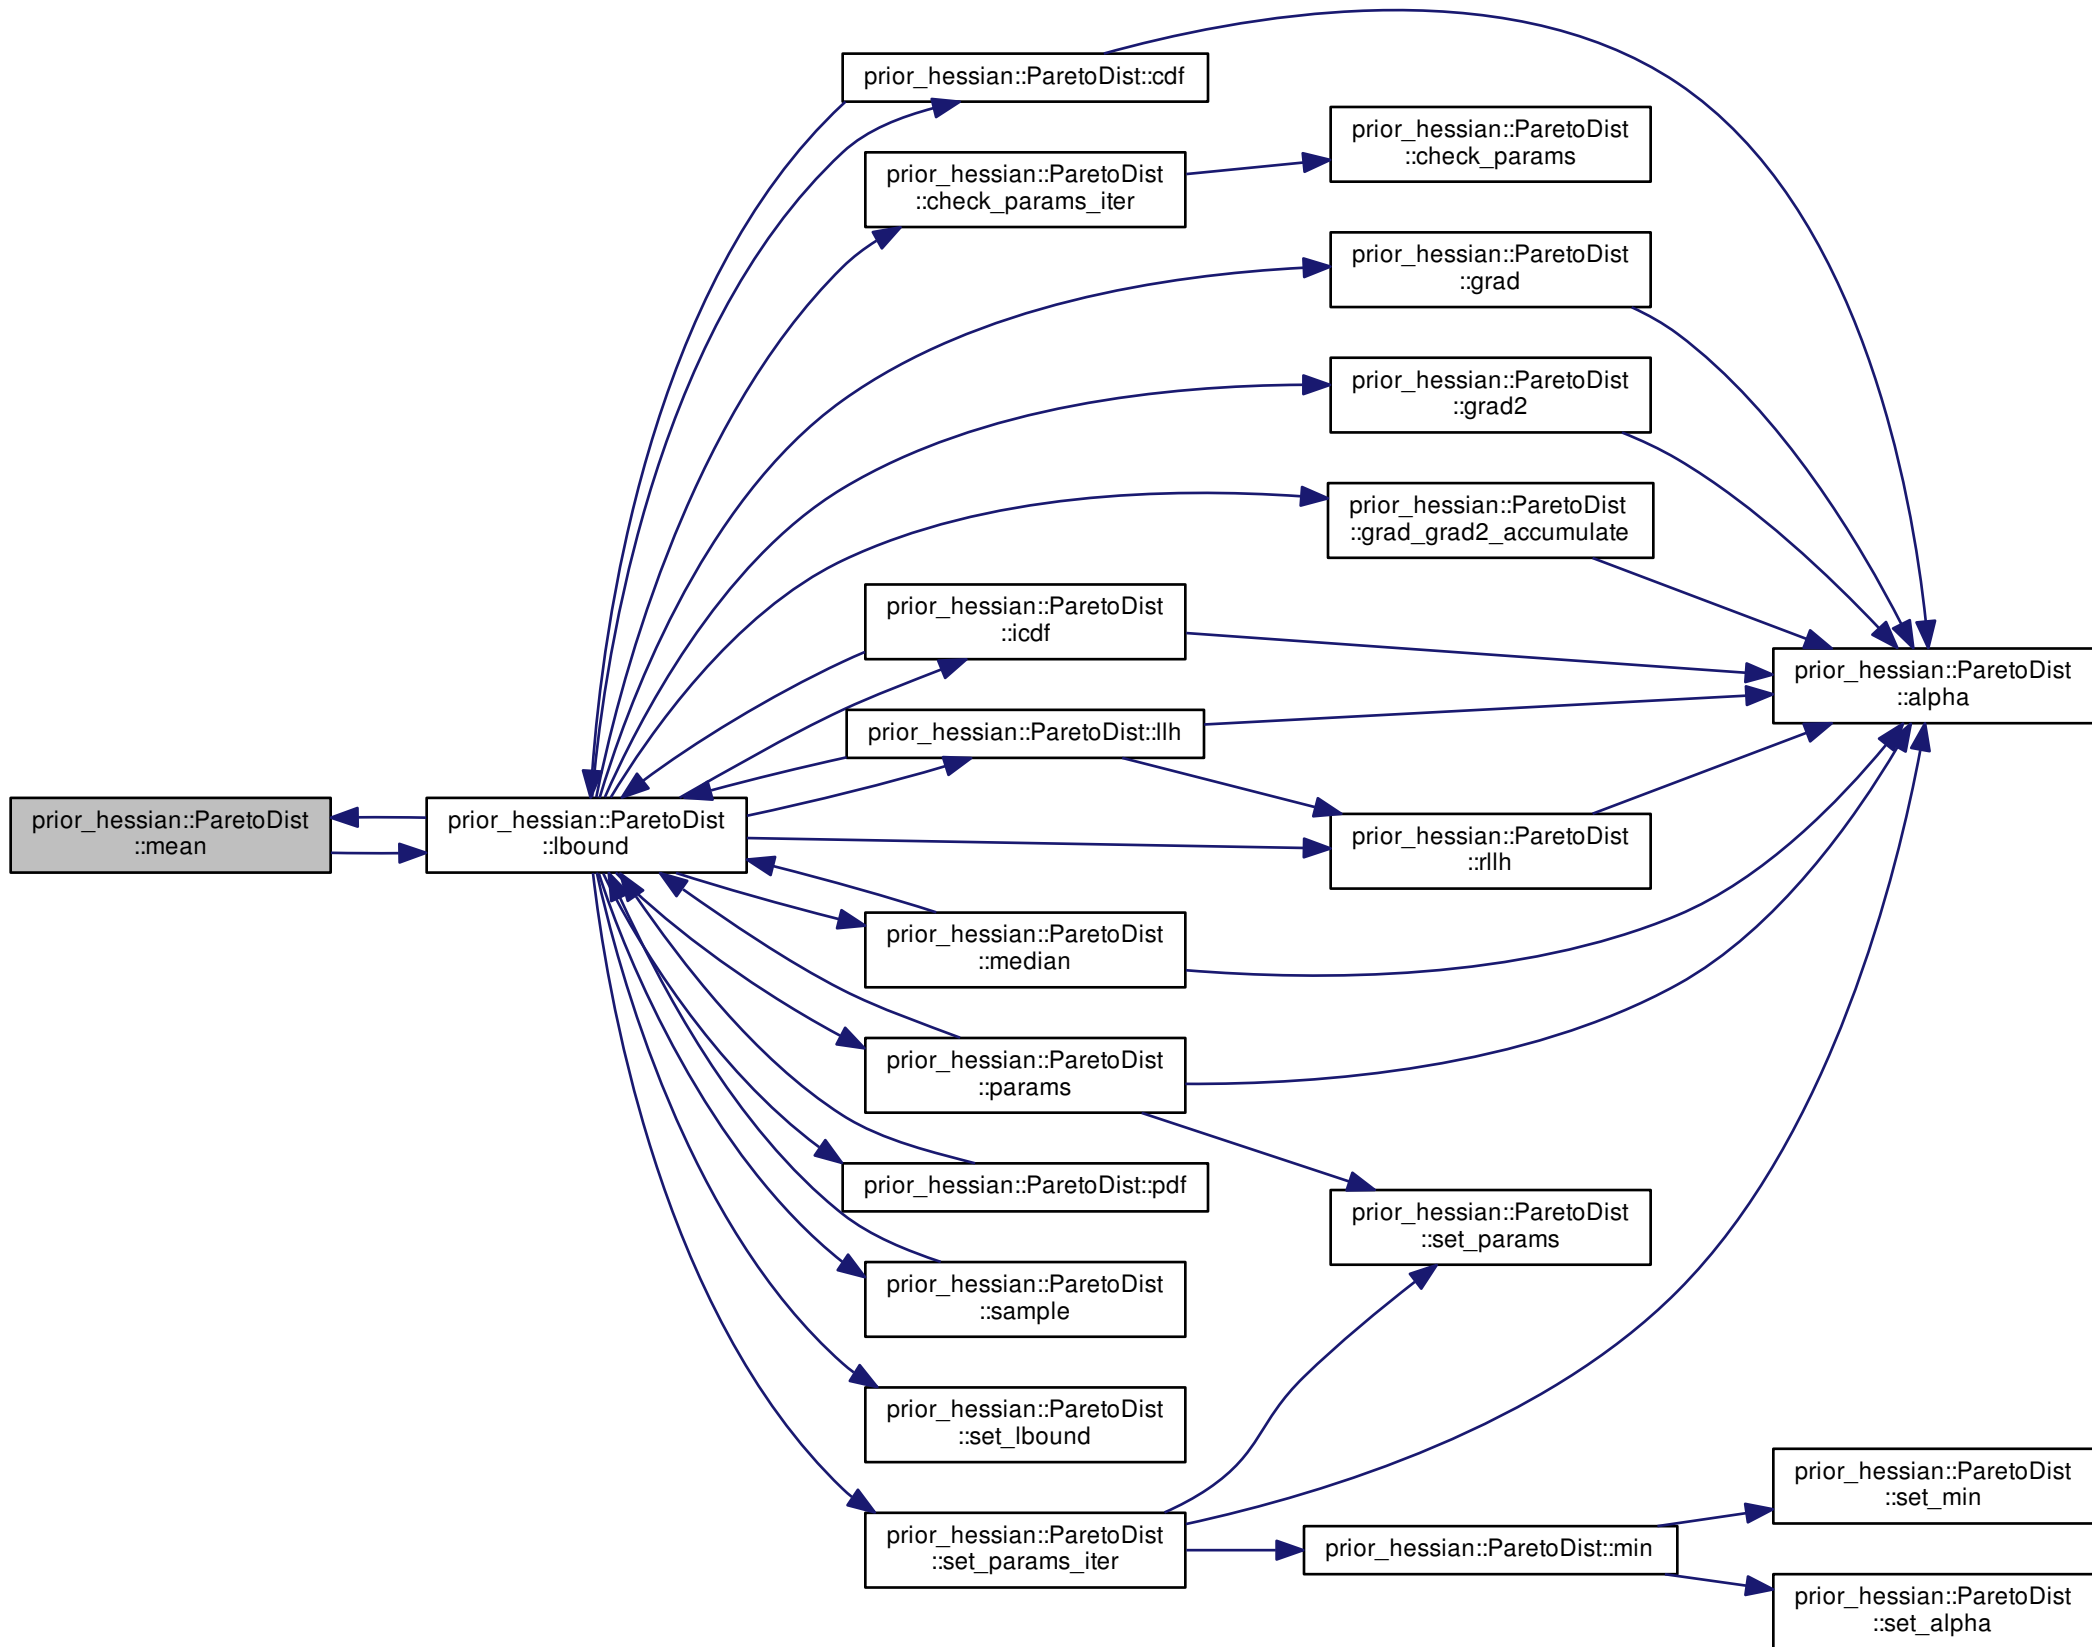 prior_hessian::ParetoDist
::mean
prior_hessian::ParetoDist
::lbound
prior_hessian::ParetoDist::cdf
prior_hessian::ParetoDist
::check_params_iter
prior_hessian::ParetoDist
::icdf
prior_hessian::ParetoDist::llh
prior_hessian::ParetoDist
::median
prior_hessian::ParetoDist
::params
prior_hessian::ParetoDist::pdf
prior_hessian::ParetoDist
::sample
prior_hessian::ParetoDist
::set_lbound
prior_hessian::ParetoDist
::set_params_iter
prior_hessian::ParetoDist
::check_params
prior_hessian::ParetoDist
::grad
prior_hessian::ParetoDist
::grad2
prior_hessian::ParetoDist
::grad_grad2_accumulate
prior_hessian::ParetoDist
::rllh
prior_hessian::ParetoDist
::set_params
prior_hessian::ParetoDist::min
prior_hessian::ParetoDist
::alpha
prior_hessian::ParetoDist
::set_min
prior_hessian::ParetoDist
::set_alpha